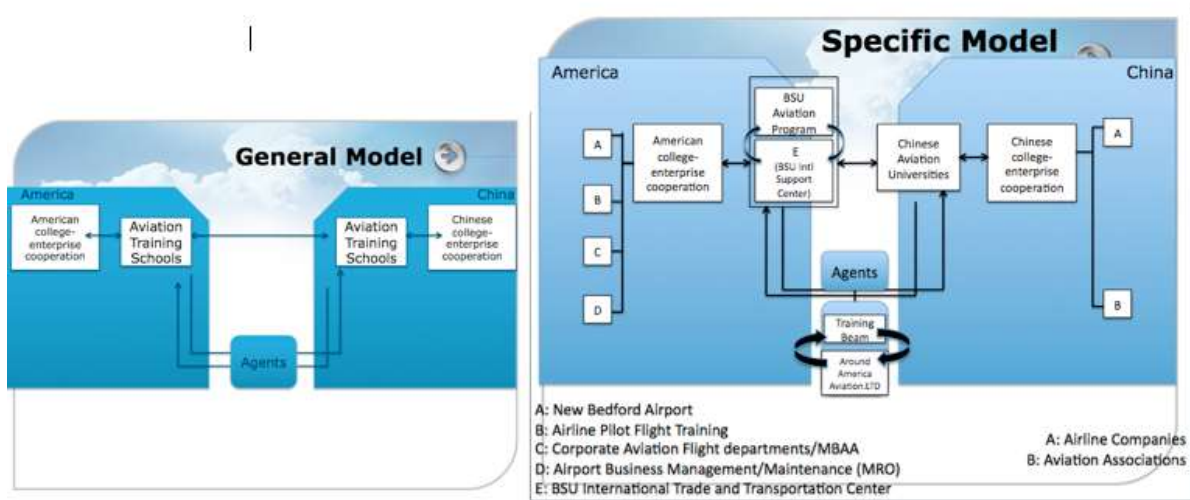 General Model
America
China
American
college-
enterprise
cooperation
Aviation
Training
Schools
Aviation
Training
Schools
Chinese
college-
enterprise
cooperation
Agents
Specific Model
America
China
A
B
C
D
American
college-
enterprise
cooperation
BSU
Aviation
Program
E
(BSU Intl
Support
Center)
Chinese
Aviation
Universities
Chinese
college-
enterprise
cooperation
A
B
Agents
Training
Beam
Around
America
Aviation.LTD
A: New Bedford Airport
B: Airline Pilot Flight Training
C: Corporate Aviation Flight departments/MBAA
D: Airport Business Management/Maintenance (MRO)
E: BSU International Trade and Transportation Center
A: Airline Companies
B: Aviation Associations